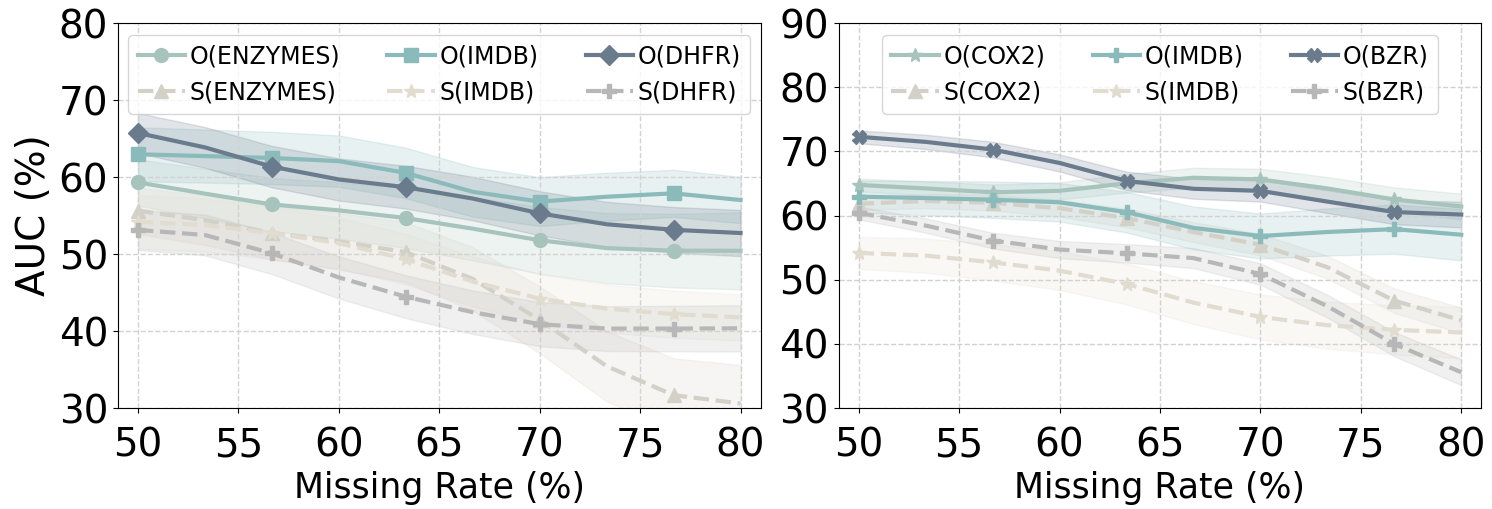 AUC (%)
80
70
60
50
40
30
O(ENZYMES) O(IMDB) O(DHFR)
S(ENZYMES) S(IMDB) S(DHFR)
50 55 60 65 70 75 80
Missing Rate (%)
90
80
70
60
50
40
30
O(COX2) O(IMDB) O(BZR)
S(COX2) S(IMDB) S(BZR)
50 55 60 65 70 75 80
Missing Rate (%)